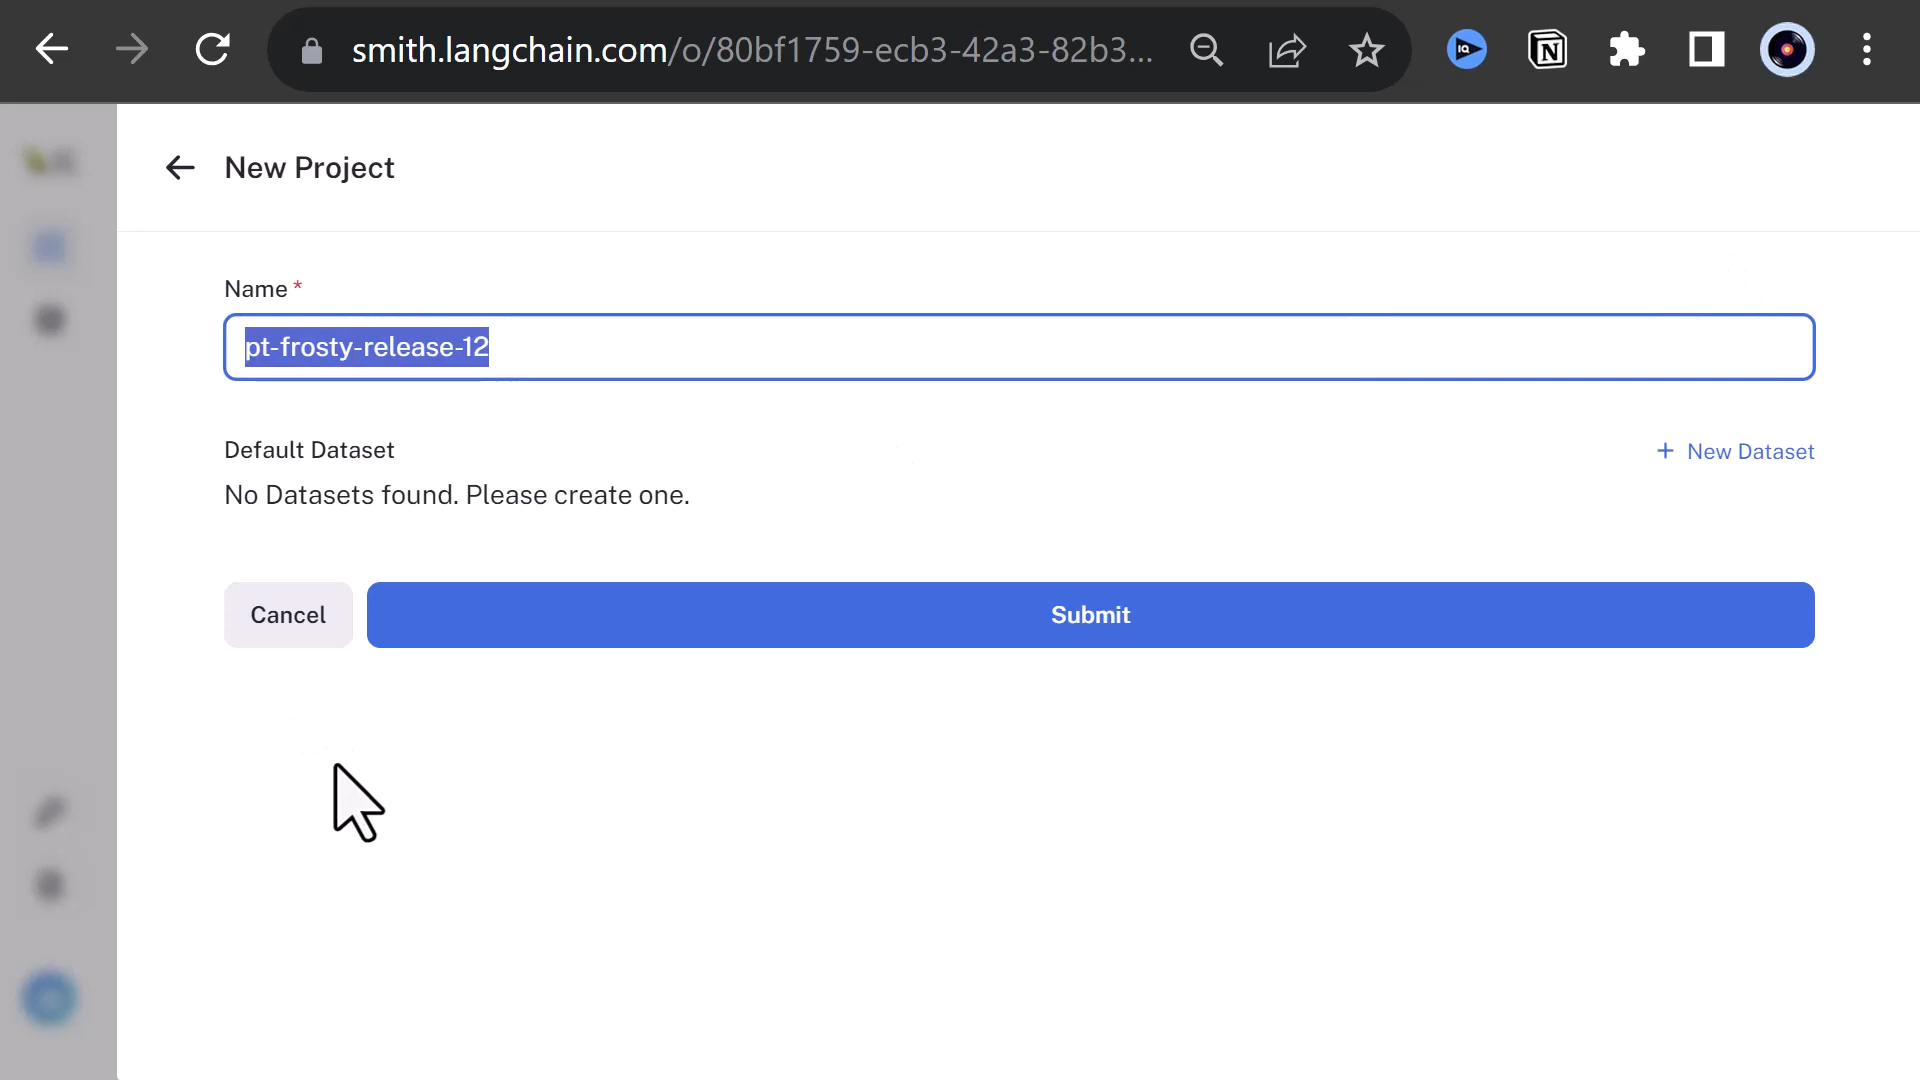 smith.langchain.com/o/80bf1759-ecb3-42a3-82b3...
IQ
N
New Project
Name *
pt-frosty-release-12
Default Dataset
+ New Dataset
No Datasets found. Please create one.
Cancel
Submit